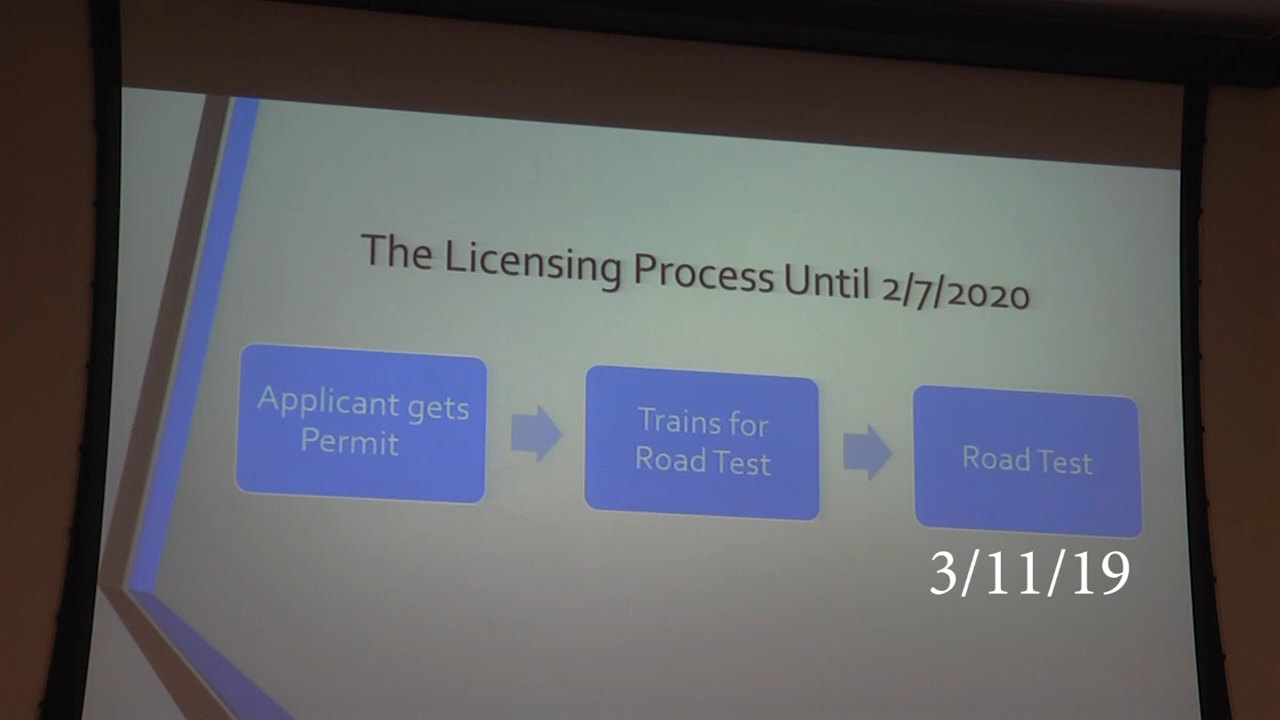 The Licensing Process Until 2/7/2020
Applicant gets
Permit
Trains for
Road Test
Road Test
3/11/19